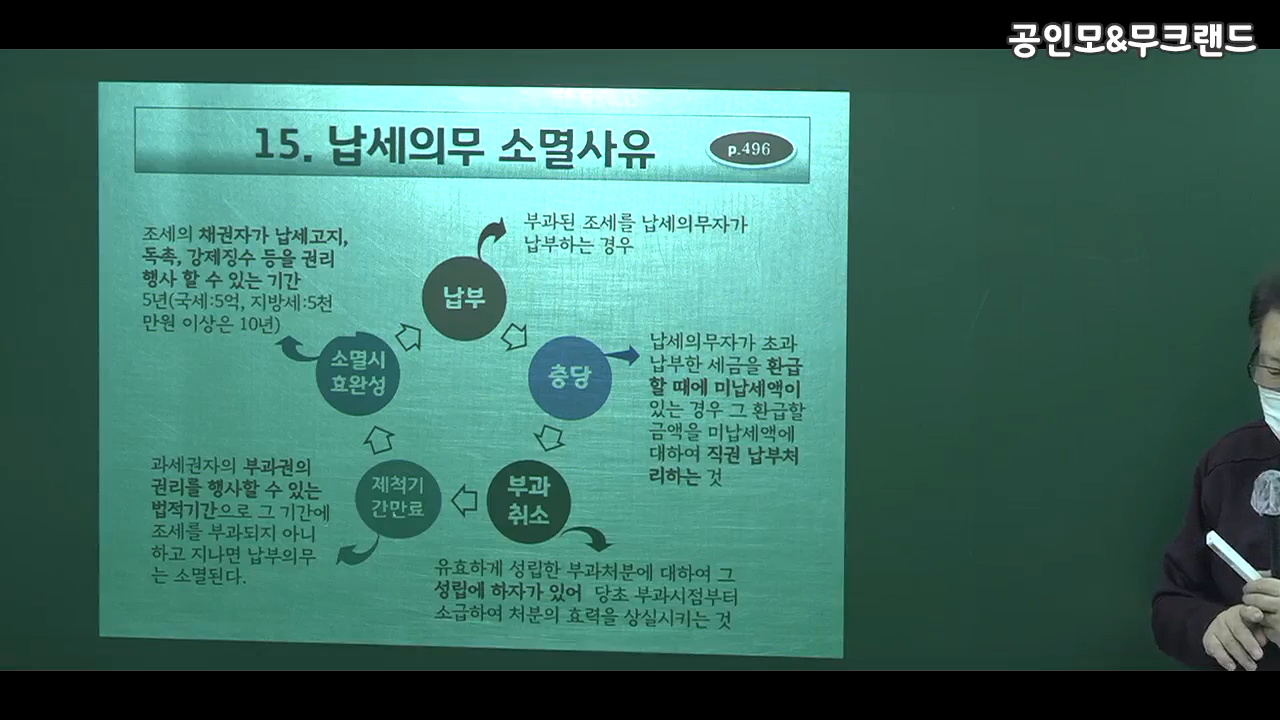 공인모&무크랜드
15. 납세의무 소멸사유
p.496
부과된 조세를 납세의무자가
납부하는 경우
납부
납세의무자가 초과
납부한 세금을 환급
할 때에 미납세액이
있는 경우 그 환급할
금액을 미납세액에
대하여 직권 납부처
리하는 것
충당
부과
취소
유효하게 성립한 부과처분에 대하여 그
성립에 하자가 있어 당초 부과시점부터
소급하여 처분의 효력을 상실시키는 것
제척기
간만료
과세권자의 부과권의
권리를 행사할 수 있는
법적기간으로 그 기간에
조세를 부과되지 아니
하고 지나면 납부의무
는 소멸된다.
소멸시
효완성
조세의 채권자가 납세고지,
독촉, 강제징수 등을 권리
행사 할 수 있는 기간
5년(국세:5억, 지방세:5천
만원 이상은 10년)